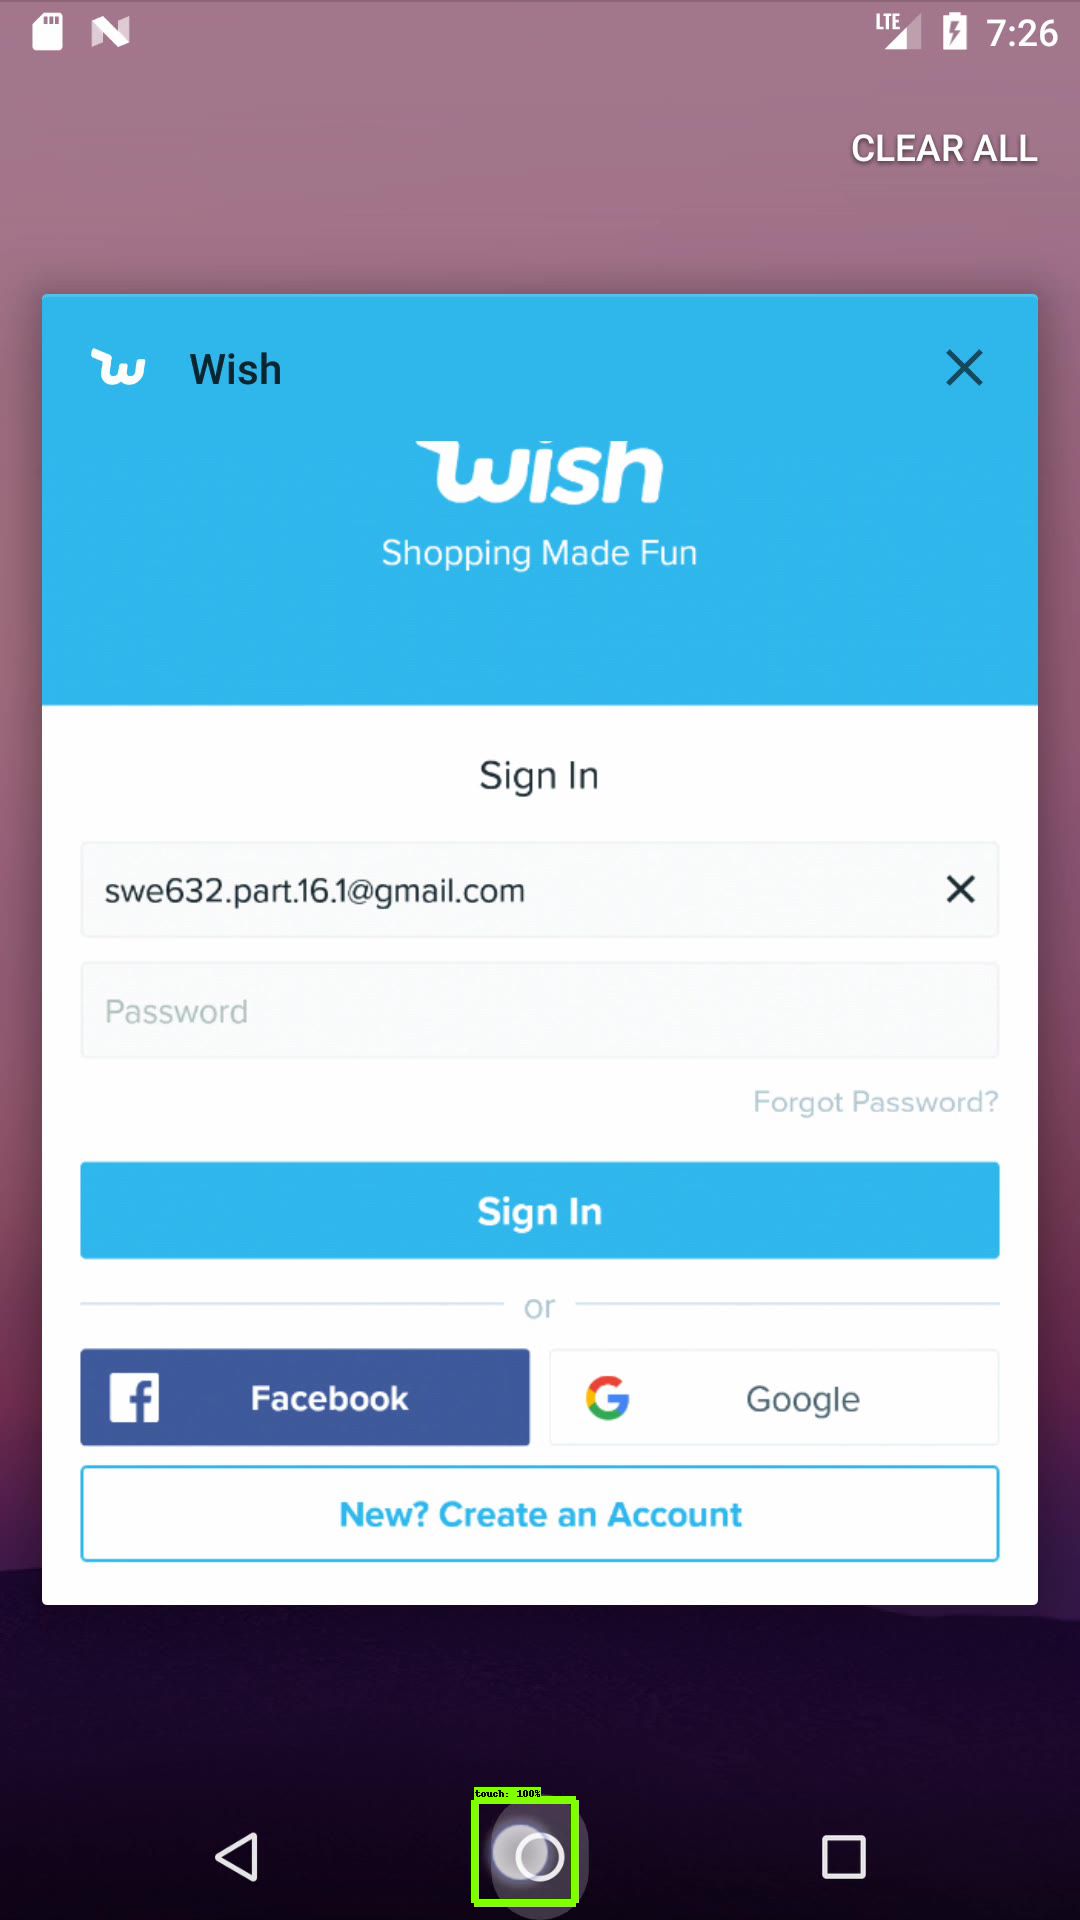 LTE 7:26
CLEAR ALL
Wish
wish
Shopping Made Fun
Sign In
swe632.part.16.1@gmail.com
Password
Forgot Password?
Sign In
or
Facebook
Google
New? Create an Account
touch: 100%